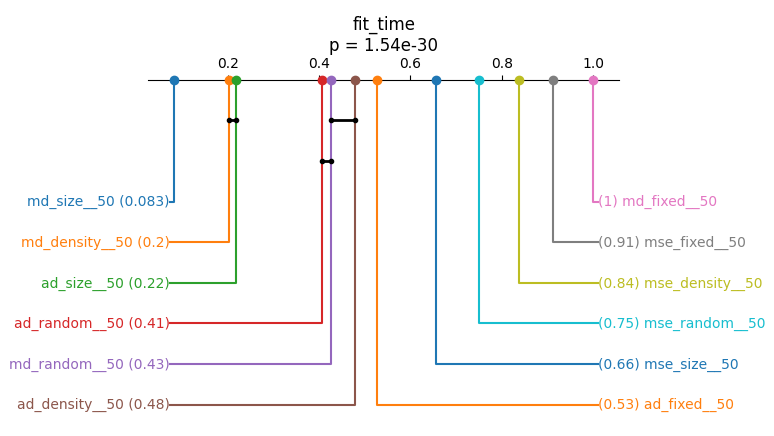 fit_time
p = 1.54e-30
0.2 0.4 0.6 0.8 1.0
md_size__50 (0.083) (1) md_fixed__50
md_density__50 (0.2) (0.91) mse_fixed__50
ad_size__50 (0.22) (0.84) mse_density__50
ad_random__50 (0.41) (0.75) mse_random__50
md_random__50 (0.43) (0.66) mse_size__50
ad_density__50 (0.48) (0.53) ad_fixed__50